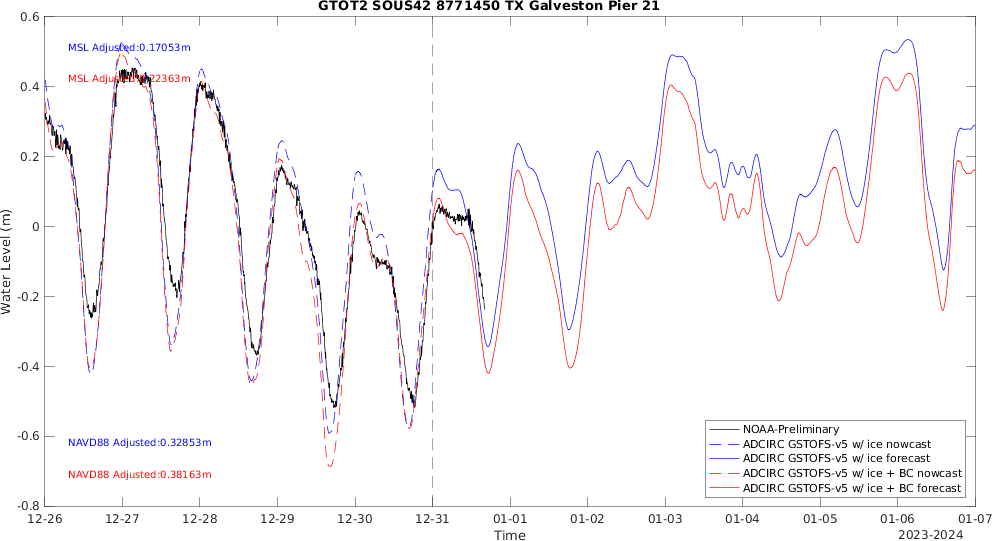 GTOT2 SOUS42 8771450 TX Galveston Pier 21
MSL Adjusted:0.17053m
MSL Adjusted:0.22363m
NAVD88 Adjusted:0.32853m
NAVD88 Adjusted:0.38163m
Water Level (m)
0.6
0.4
0.2
0
-0.2
-0.4
-0.6
-0.8
NOAA-Preliminary
ADCIRC GSTOFS-v5 w/ ice nowcast
ADCIRC GSTOFS-v5 w/ ice forecast
ADCIRC GSTOFS-v5 w/ ice + BC nowcast
ADCIRC GSTOFS-v5 w/ ice + BC forecast
12-26 12-27 12-28 12-29 12-30 12-31 01-01 01-02 01-03 01-04 01-05 01-06 01-07
Time
2023-2024